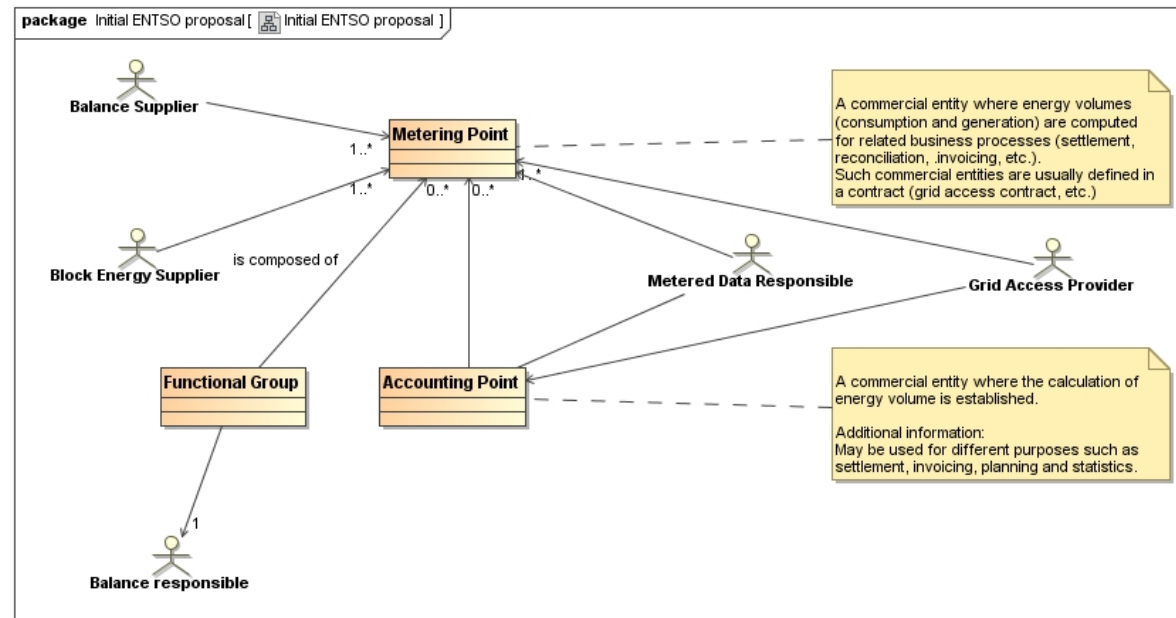 package Initial ENTSO proposal [ Initial ENTSO proposal ]
Balance Supplier
Metering Point
1..*
1..*
0..*
0..*
1..*
A commercial entity where energy volumes
(consumption and generation) are computed
for related business processes (settlement,
reconciliation, .invoicing, etc.).
Such commercial entities are usually defined in
a contract (grid access contract, etc.)
Block Energy Supplier
is composed of
Metered Data Responsible
Grid Access Provider
Functional Group
Accounting Point
A commercial entity where the calculation of
energy volume is established.
Additional information:
May be used for different purposes such as
settlement, invoicing, planning and statistics.
1
Balance responsible